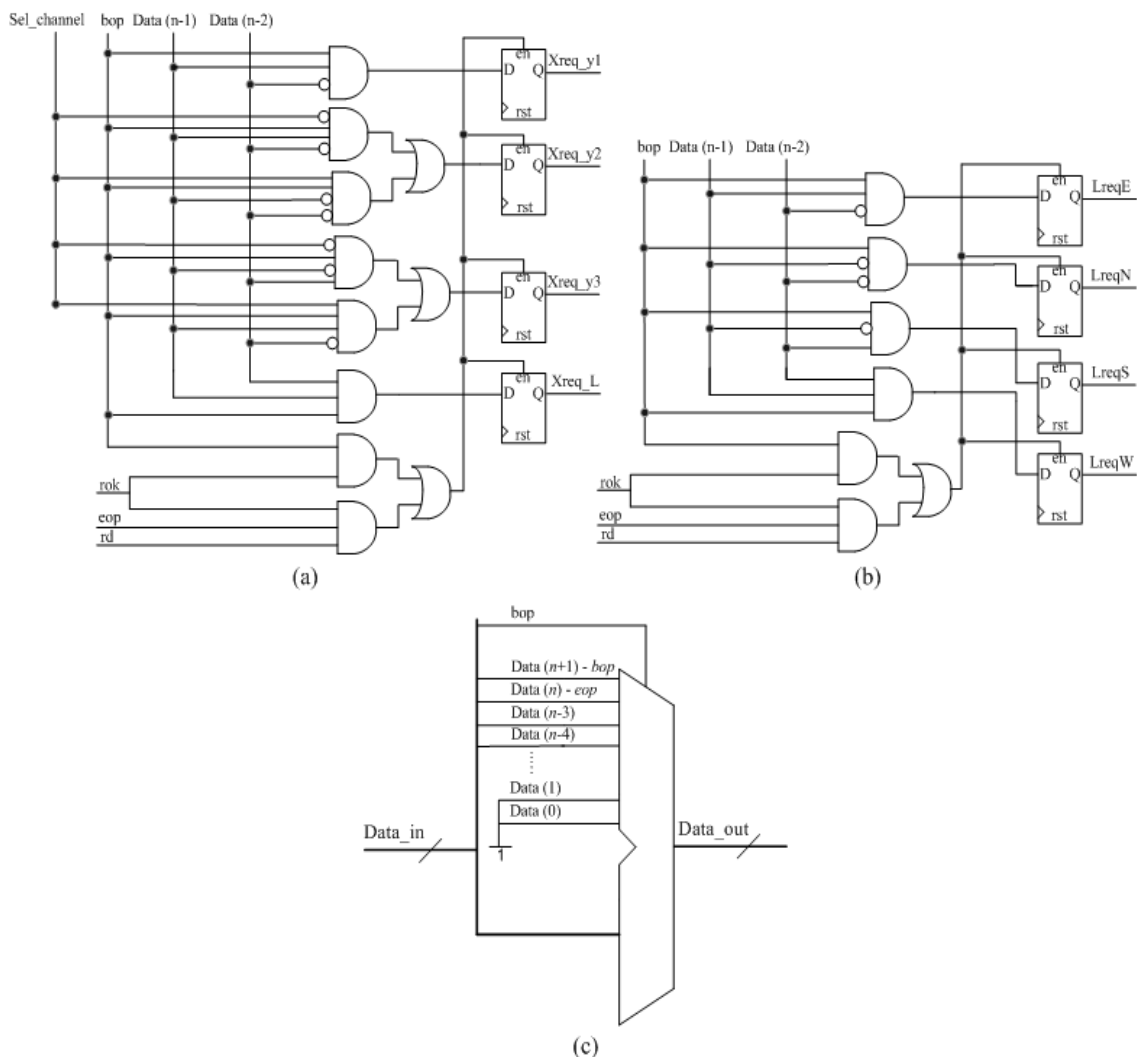 Sel_channel bop Data (n-1) Data (n-2)
en
D Q Xreq_y1
rst
en
D Q Xreq_y2
rst
en
D Q Xreq_y3
rst
en
D Q Xreq_L
rst
rok
eop
rd
(a)
bop Data (n-1) Data (n-2)
en
D Q LreqE
rst
en
D Q LreqN
rst
en
D Q LreqS
rst
en
D Q LreqW
rst
rok
eop
rd
(b)
bop
Data (n+1) - bop
Data (n) - eop
Data (n-3)
Data (n-4)
Data (1)
Data (0)
1
Data_in
Data_out
(c)